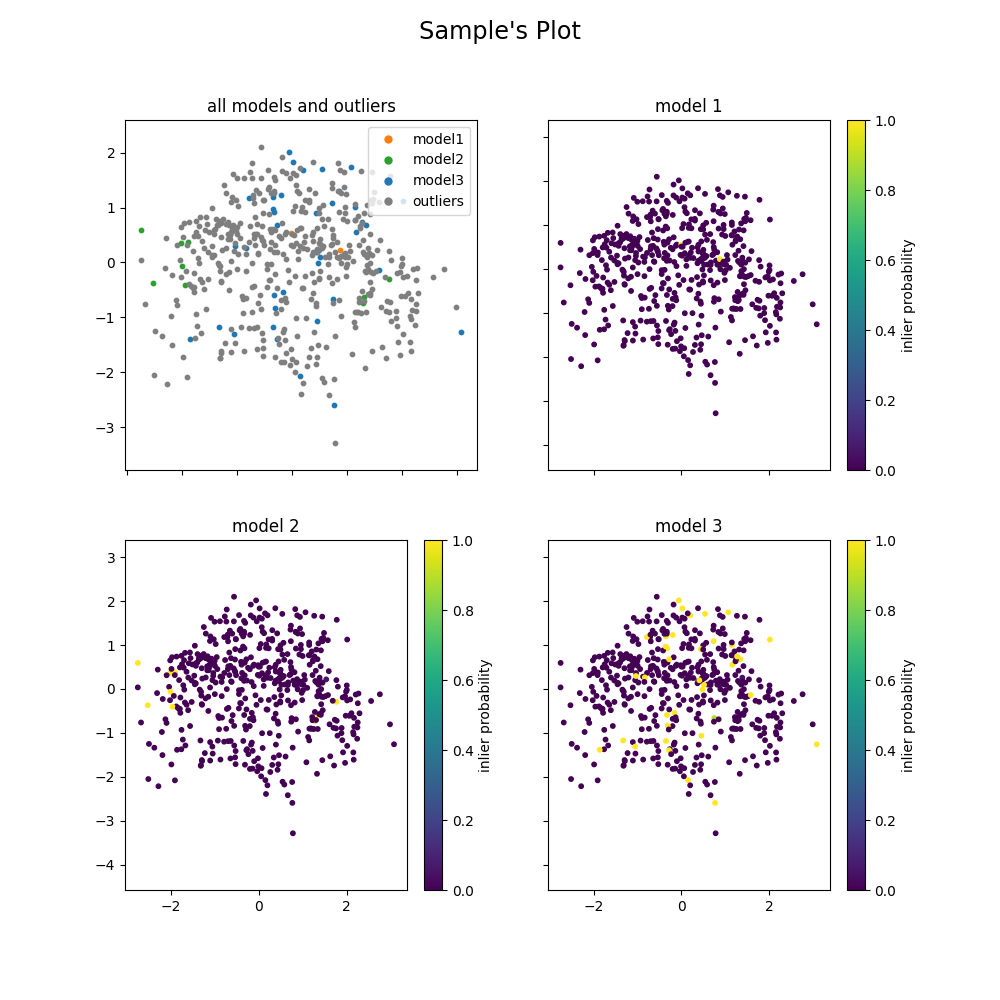 Sample's Plot
all models and outliers
model1
model2
model3
outliers
2
1
0
−1
−2
−3
model 1
1.0
0.8
0.6
0.4
0.2
0.0
inlier probability
model 2
3
2
1
0
−1
−2
−3
−4
−2 0 2
1.0
0.8
0.6
0.4
0.2
0.0
inlier probability
model 3
−2 0 2
1.0
0.8
0.6
0.4
0.2
0.0
inlier probability